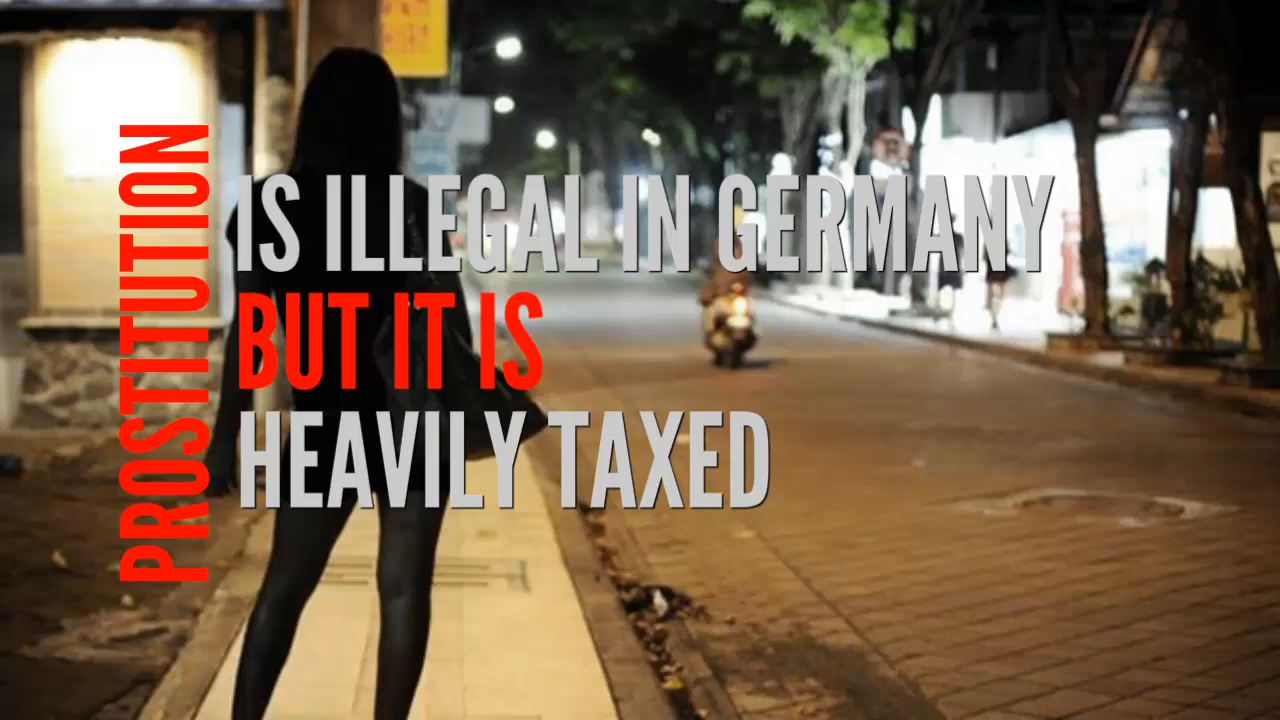 PROSTITUTION
IS ILLEGAL IN GERMANY
BUT IT IS
HEAVILY TAXED